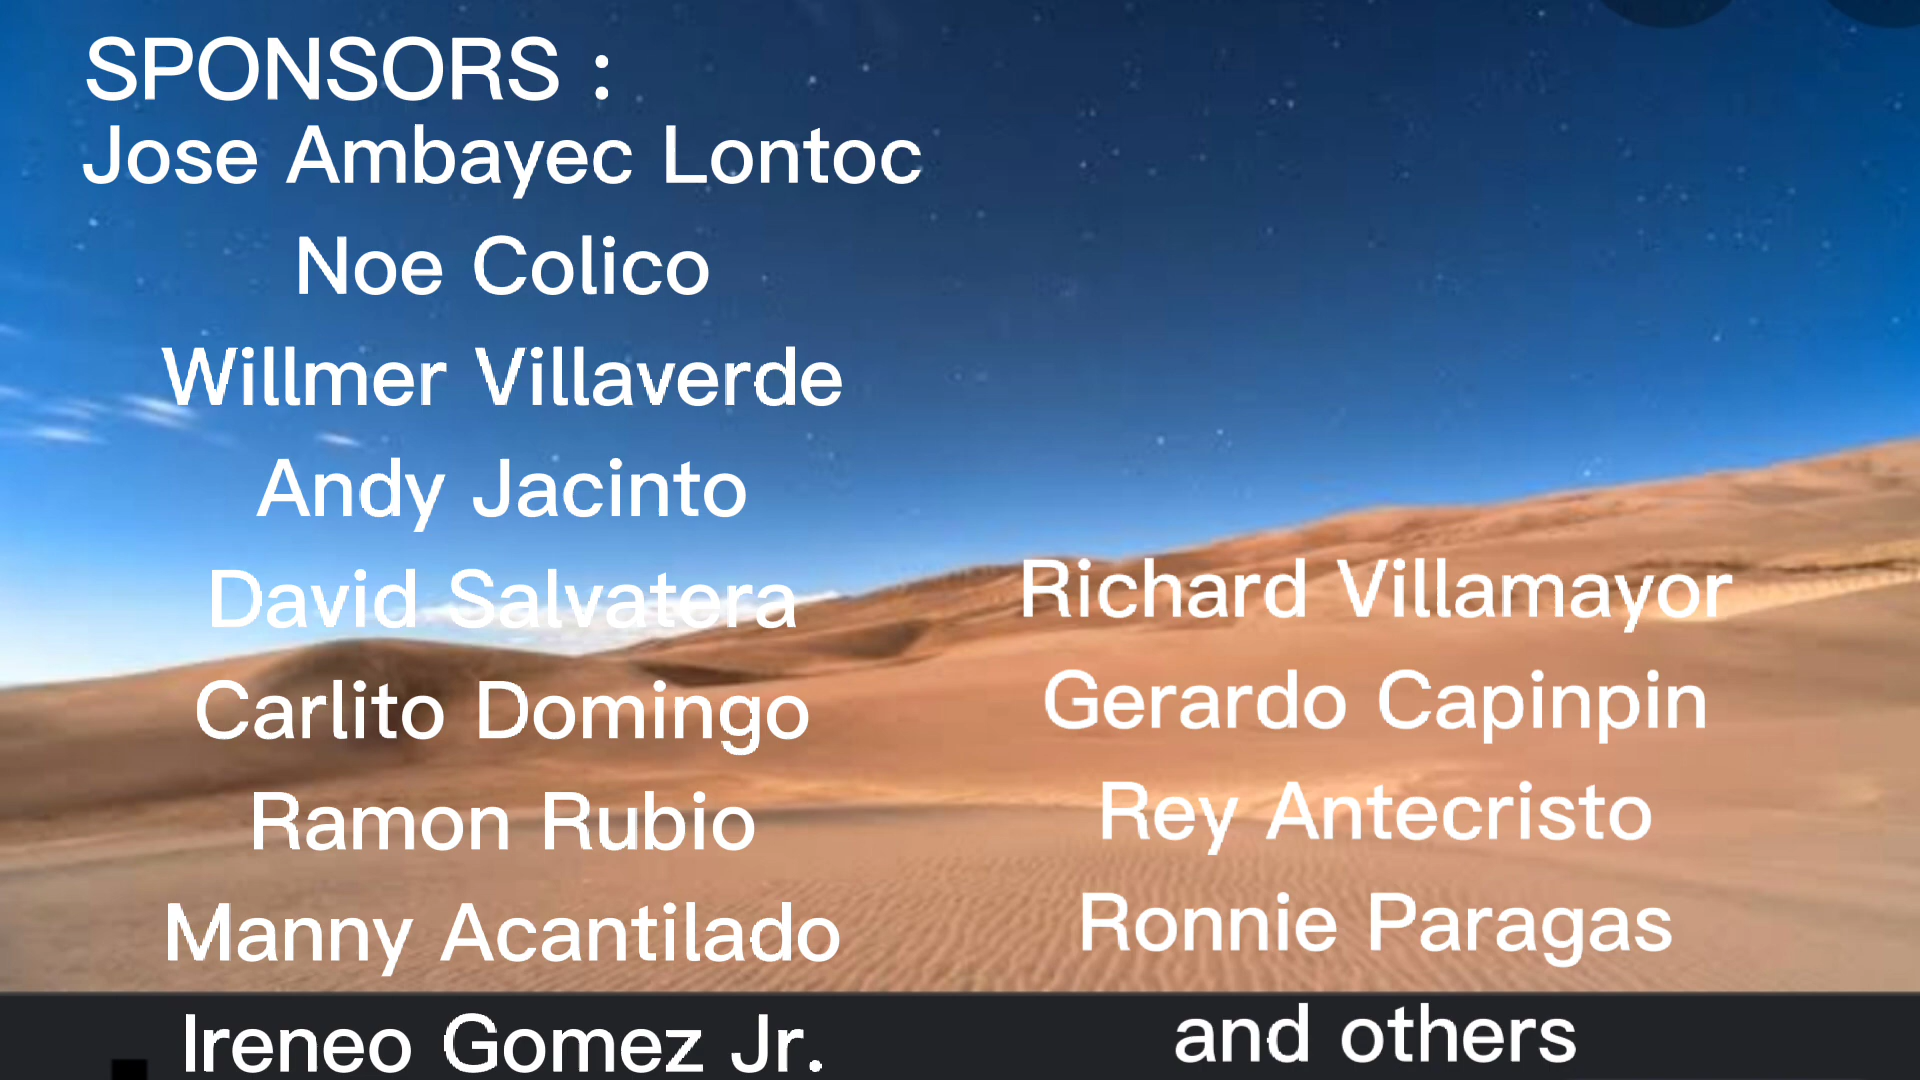 SPONSORS :
Jose Ambayec Lontoc
Noe Colico
Willmer Villaverde
Andy Jacinto
David Salvatera
Carlito Domingo
Ramon Rubio
Manny Acantilado
Ireneo Gomez Jr.
Richard Villamayor
Gerardo Capinpin
Rey Antecristo
Ronnie Paragas
and others